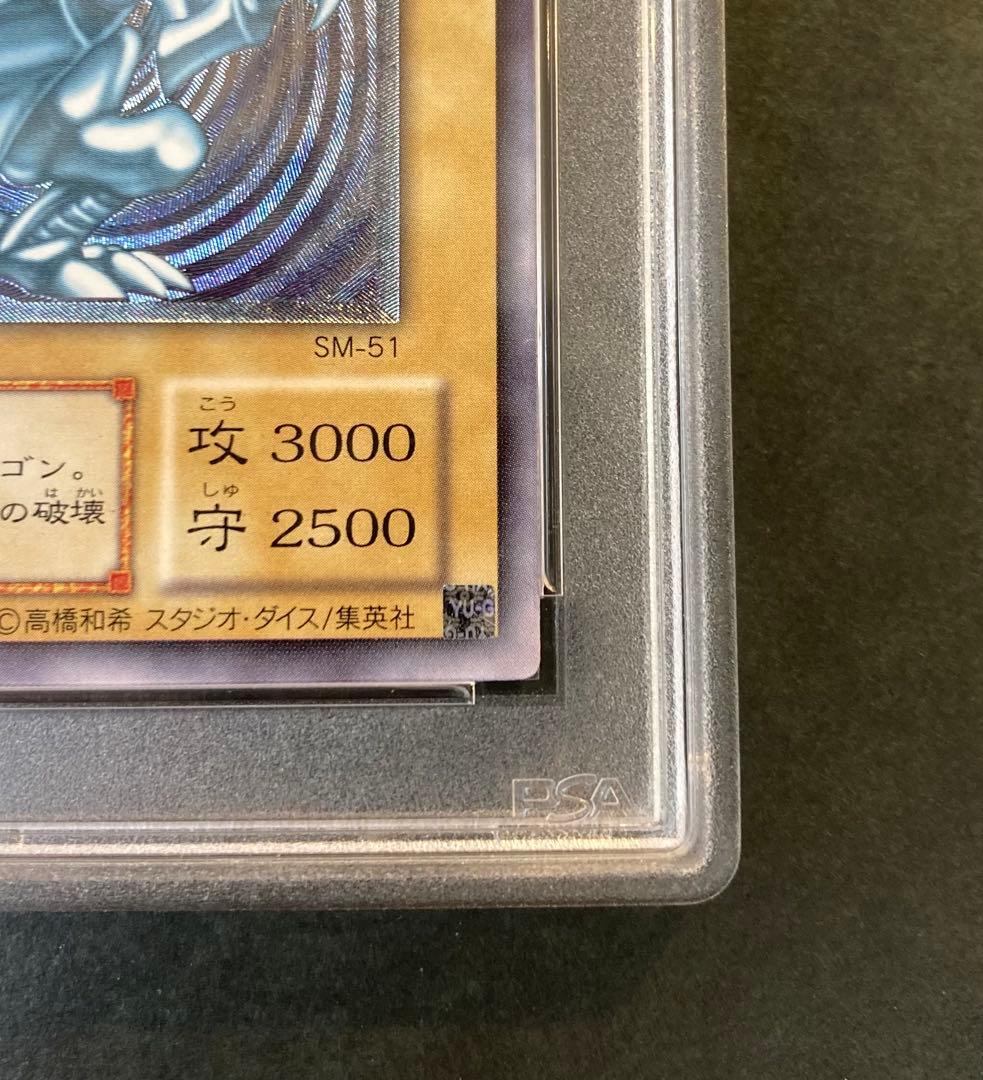 SM-51
こう
攻 3000
ゴン。
しゅ
守 2500
は かい
の破壊
©高橋和希 スタジオ・ダイス/集英社
YU-G
PSA